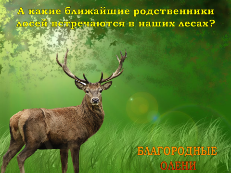 А какие ближайшие родственники
лосей встречаются в наших лесах?
БЛАГОРОДНЫЕ
ОЛЕНИ